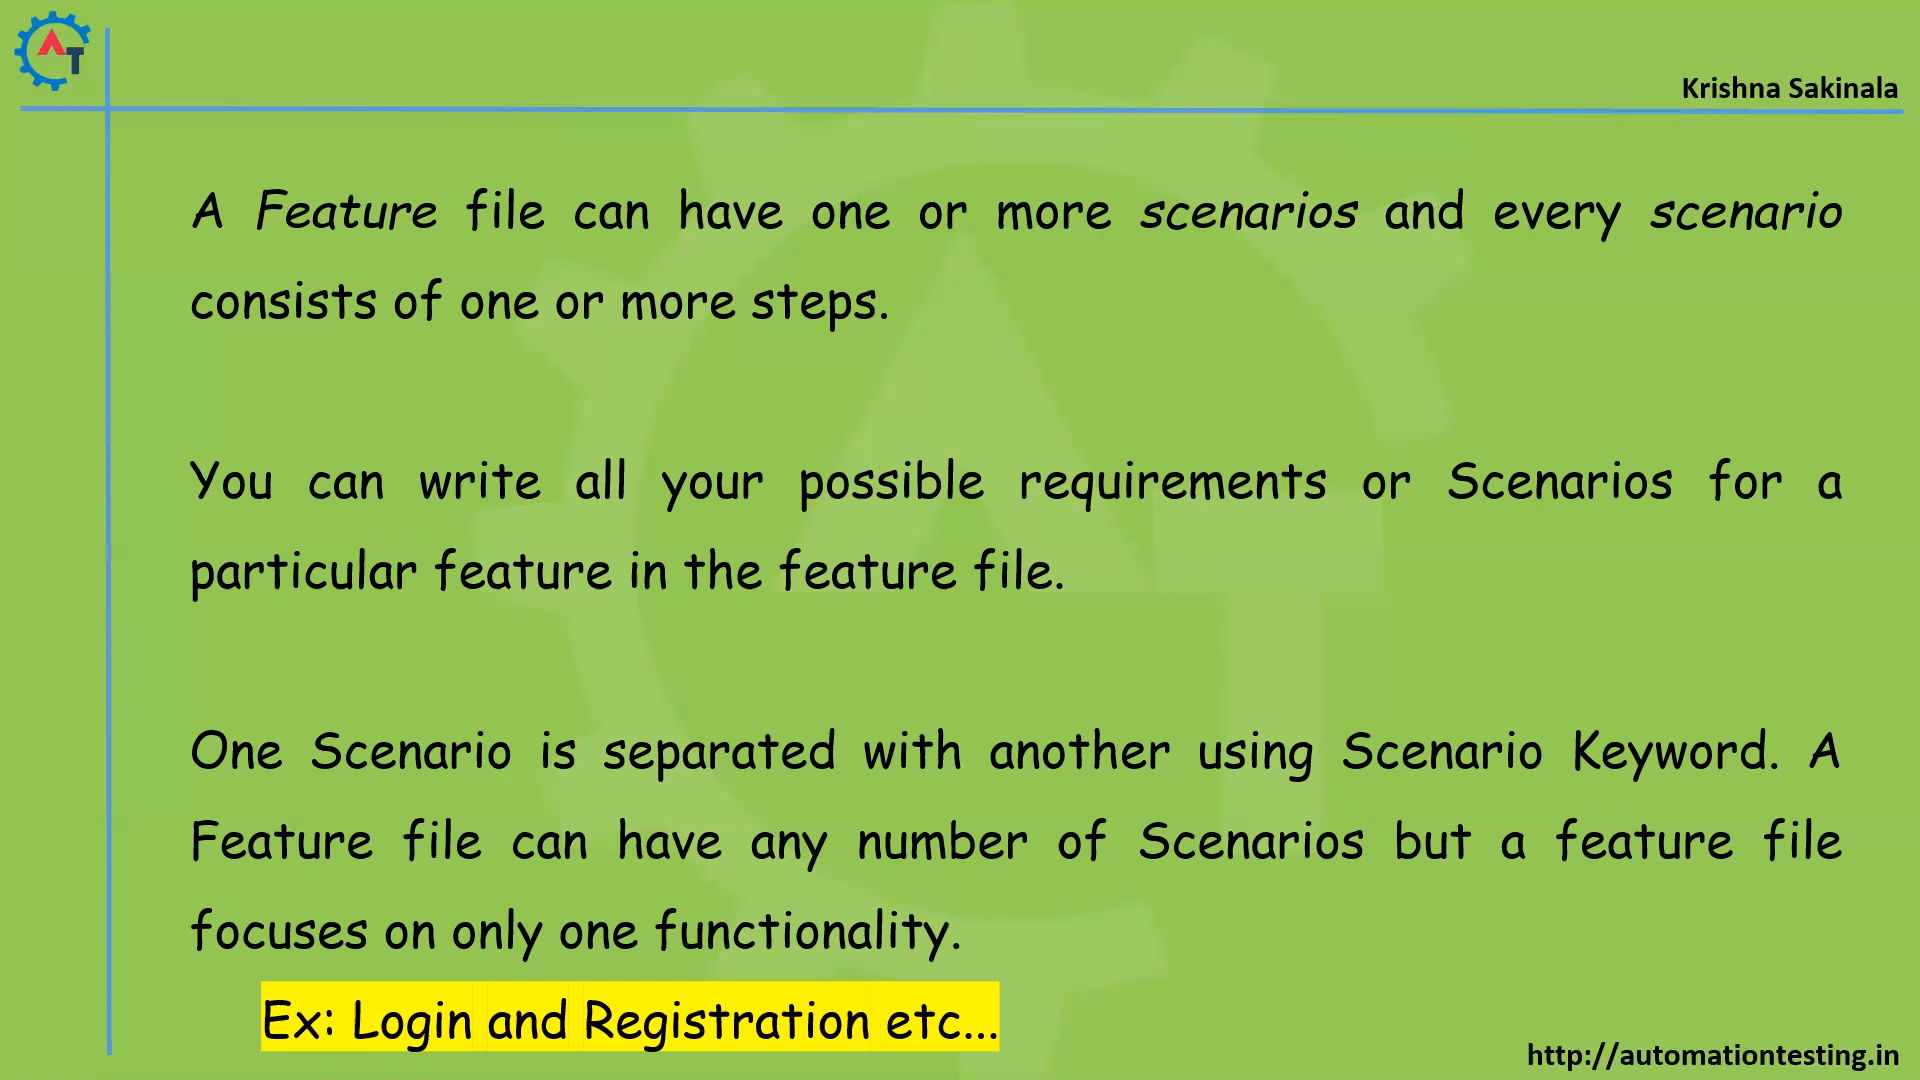 AT
Krishna Sakinala
A Feature file can have one or more scenarios and every scenario
consists of one or more steps.
You can write all your possible requirements or Scenarios for a
particular feature in the feature file.
One Scenario is separated with another using Scenario Keyword. A
Feature file can have any number of Scenarios but a feature file
focuses on only one functionality.
Ex: Login and Registration etc...
http://automationtesting.in